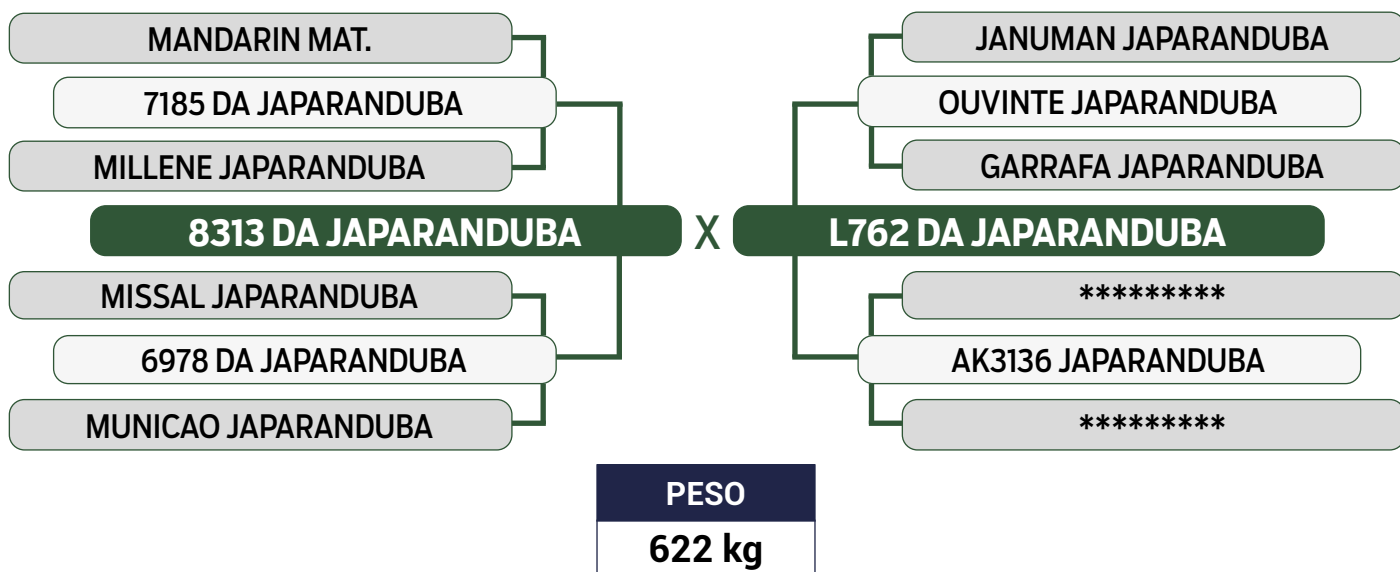 MANDARIN MAT.
7185 DA JAPARANDUBA
MILLENE JAPARANDUBA
8313 DA JAPARANDUBA
MISSAL JAPARANDUBA
6978 DA JAPARANDUBA
MUNICAO JAPARANDUBA
X
JANUMAN JAPARANDUBA
OUVINTE JAPARANDUBA
GARRAFA JAPARANDUBA
L762 DA JAPARANDUBA
*********
AK3136 JAPARANDUBA
*********
PESO
622 kg